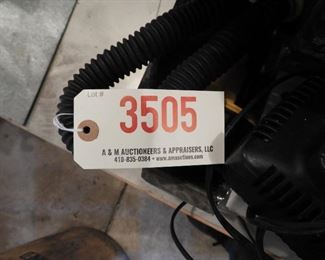 Lot #
3505
A & M AUCTIONEERS & APPRAISERS, LLC
410-835-0384 • www.amauctions.com